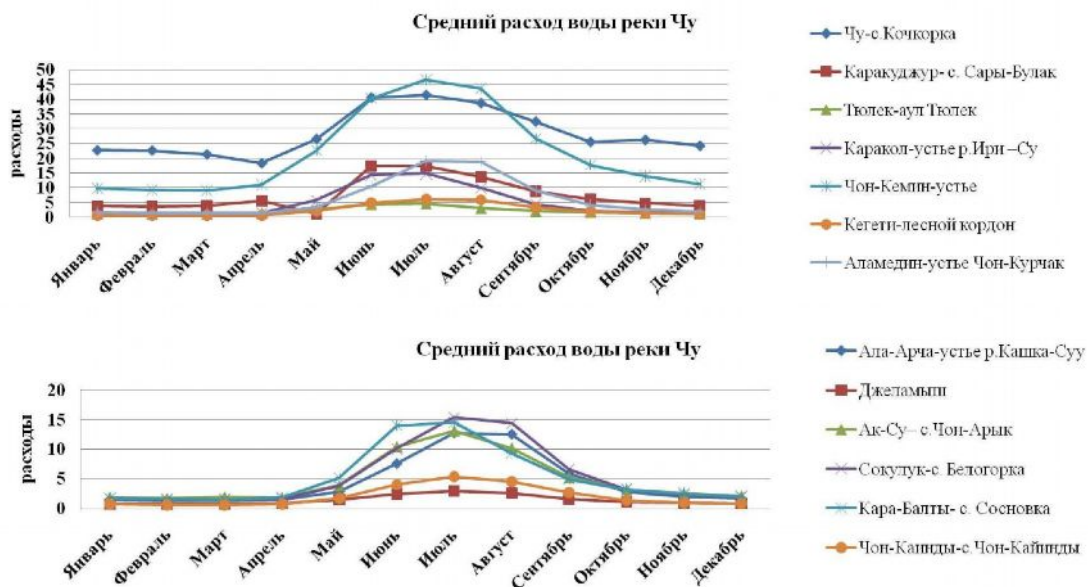 Средний расход воды реки Чу
50
45
40
35
30
25
20
15
10
5
0
расходы
Январь
Февраль
Март
Апрель
Май
Июнь
Июль
Август
Сентябрь
Октябрь
Ноябрь
Декабрь
Чу-с.Кочкорка
Каракуджур- с. Сары-Булак
Тюлек-аул Тюлек
Каракол-устье р.Ири –Су
Чон-Кемин-устье
Кегети-лесной кордон
Аламедин-устье Чон-Курчак
Средний расход воды реки Чу
20
15
10
5
0
расходы
Январь
Февраль
Март
Апрель
Май
Июнь
Июль
Август
Сентябрь
Октябрь
Ноябрь
Декабрь
Ала-Арча-устье р.Кашка-Суу
Джеламыш
Ак-Су– с.Чон-Арык
Сокулук-с. Белогорка
Кара-Балты- с. Сосновка
Чон-Каинды-с.Чон-Кайинды